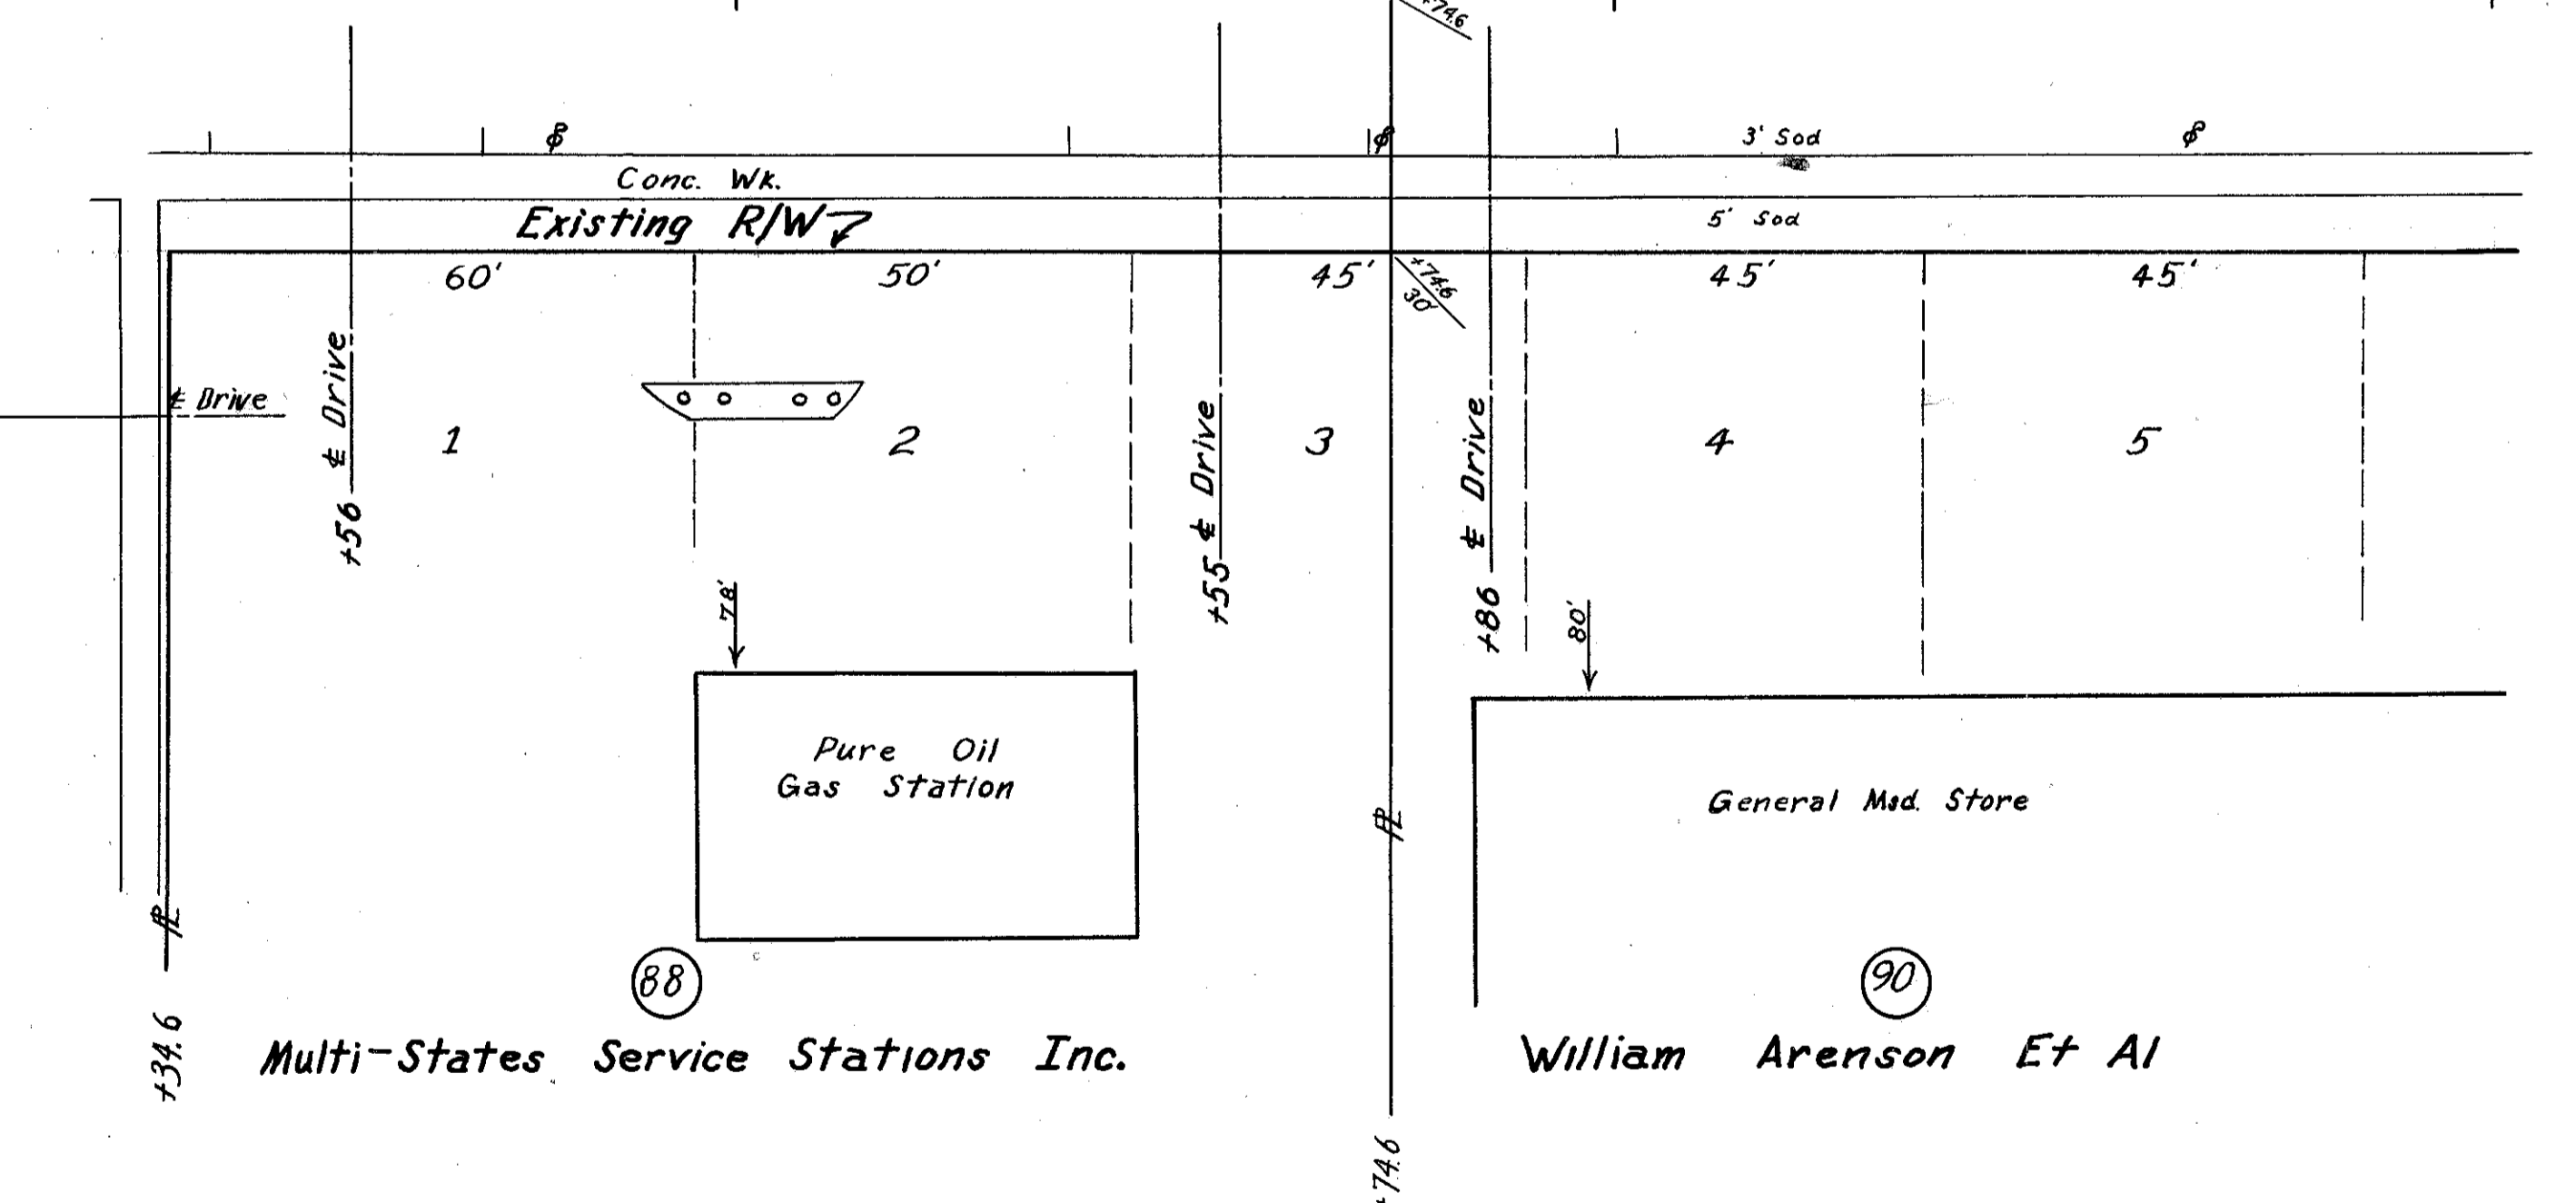 +74.6
3' Sod
Conc. Wk.
Existing R/W
5' Sod
60' 50' 45' 45' 45'
+74.6
30'
℄ Drive
+56 ℄ Drive
1 2 3 4 5
+55 ℄ Drive
+86 ℄ Drive
78'
80'
Pure Oil
Gas Station
General Msd. Store
℄
℄
88
90
+34.6
Multi-States Service Stations Inc.
William Arenson Et Al
+74.6